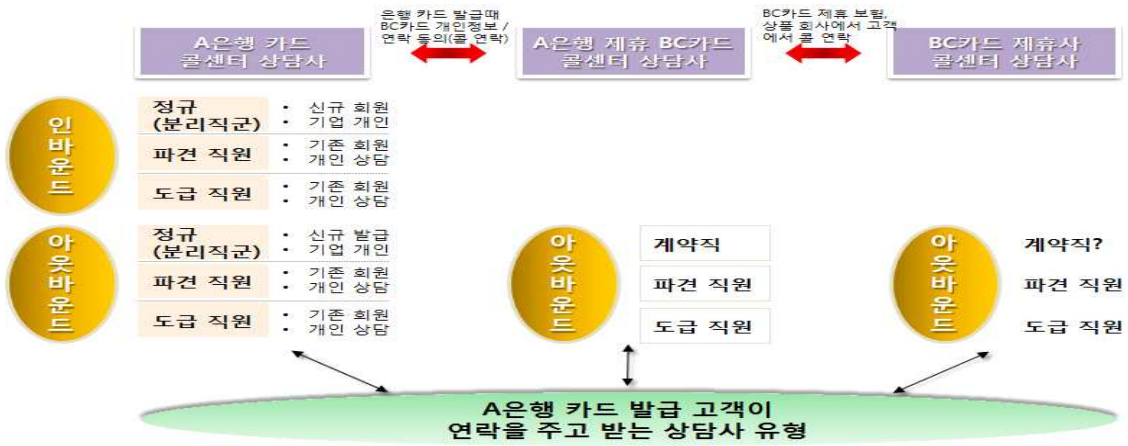 A은행 카드
콜센터 상담사
은행 카드 발급때
BC카드 개인정보 /
연락 동의(콜 연락)
A은행 제휴 BC카드
콜센터 상담사
BC카드 제휴 보험,
상품 회사에서 고객
에서 콜 연락
BC카드 제휴사
콜센터 상담사
인바운드
정규
(분리직군)
• 신규 회원
• 기업 개인
파견 직원
• 기존 회원
• 개인 상담
도급 직원
• 기존 회원
• 개인 상담
아웃바운드
정규
(분리직군)
• 신규 발급
• 기업 개인
파견 직원
• 기존 회원
• 개인 상담
도급 직원
• 기존 회원
• 개인 상담
아웃바운드
계약직
파견 직원
도급 직원
아웃바운드
계약직?
파견 직원
도급 직원
A은행 카드 발급 고객이
연락을 주고 받는 상담사 유형